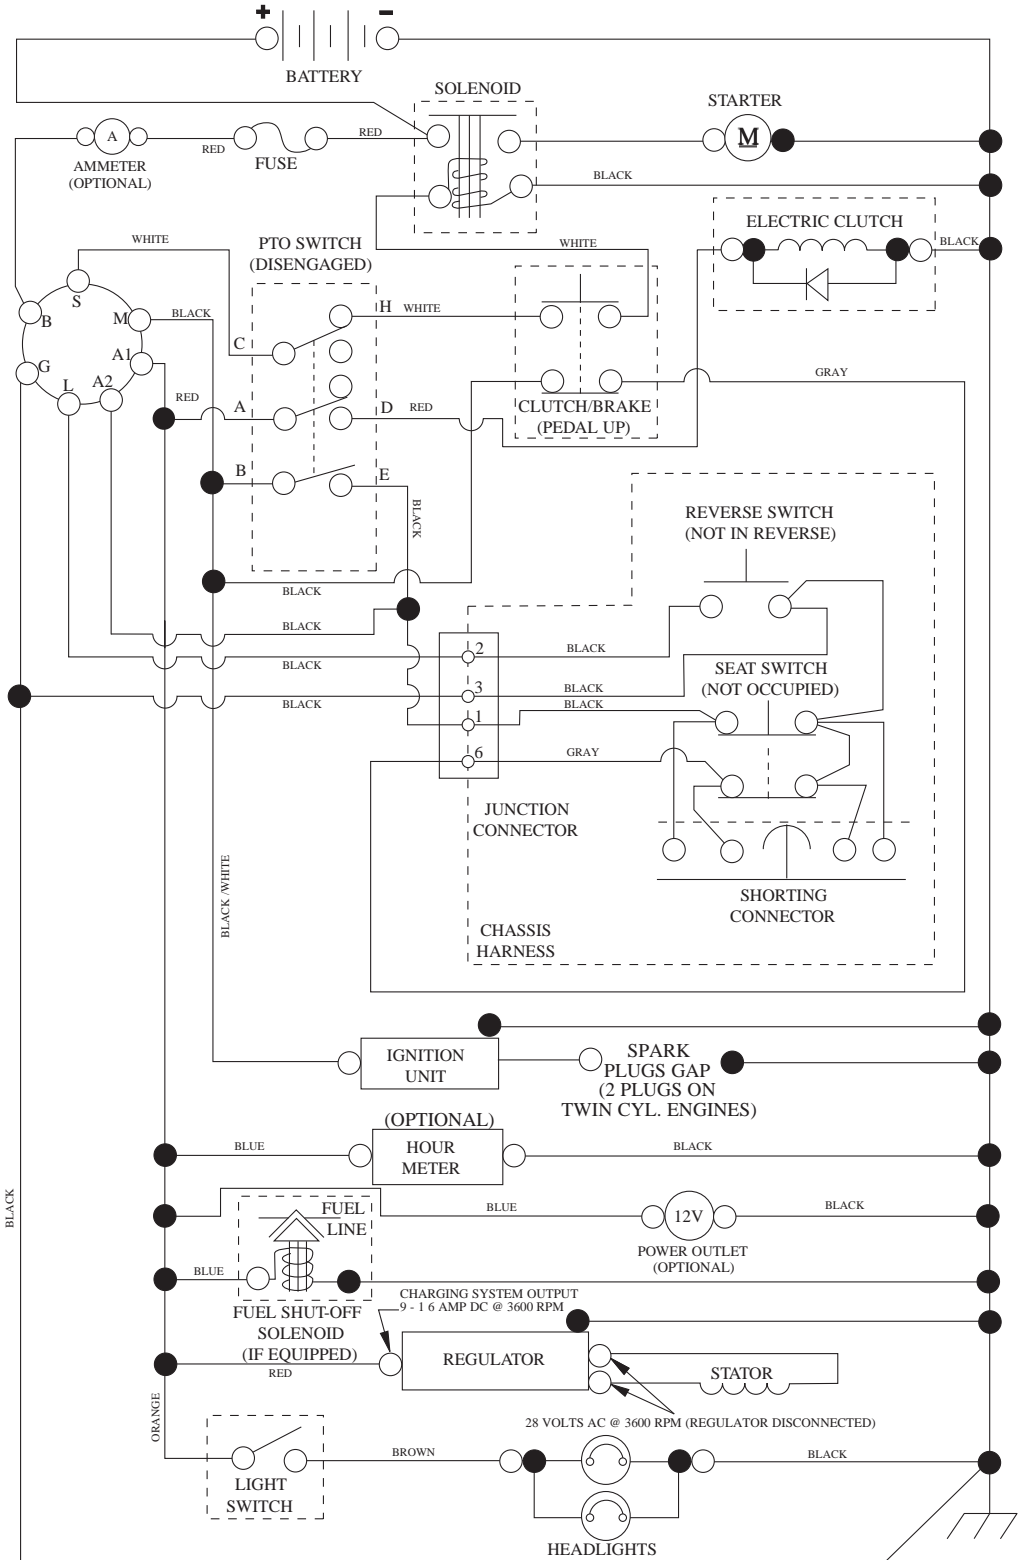 +
−
BATTERY
SOLENOID
STARTER
A
M
RED
FUSE
RED
AMMETER
(OPTIONAL)
BLACK
ELECTRIC CLUTCH
BLACK
WHITE
PTO SWITCH
(DISENGAGED)
WHITE
S
B
M
BLACK
H
WHITE
C
G
A1
L
A2
RED
A
D
RED
GRAY
CLUTCH/BRAKE
(PEDAL UP)
B
E
BLACK
REVERSE SWITCH
(NOT IN REVERSE)
BLACK
BLACK
2
BLACK
BLACK
SEAT SWITCH
(NOT OCCUPIED)
3
BLACK
BLACK
BLACK
1
6
GRAY
JUNCTION
CONNECTOR
BLACK /WHITE
SHORTING
CONNECTOR
CHASSIS
HARNESS
IGNITION
UNIT
SPARK
PLUGS GAP
(2 PLUGS ON
TWIN CYL. ENGINES)
(OPTIONAL)
BLUE
HOUR
METER
BLACK
BLACK
FUEL
LINE
BLUE
12V
BLACK
POWER OUTLET
(OPTIONAL)
BLUE
CHARGING SYSTEM OUTPUT
9 - 1 6 AMP DC @ 3600 RPM
FUEL SHUT-OFF
SOLENOID
(IF EQUIPPED)
RED
REGULATOR
STATOR
ORANGE
28 VOLTS AC @ 3600 RPM (REGULATOR DISCONNECTED)
BROWN
BLACK
LIGHT
SWITCH
HEADLIGHTS